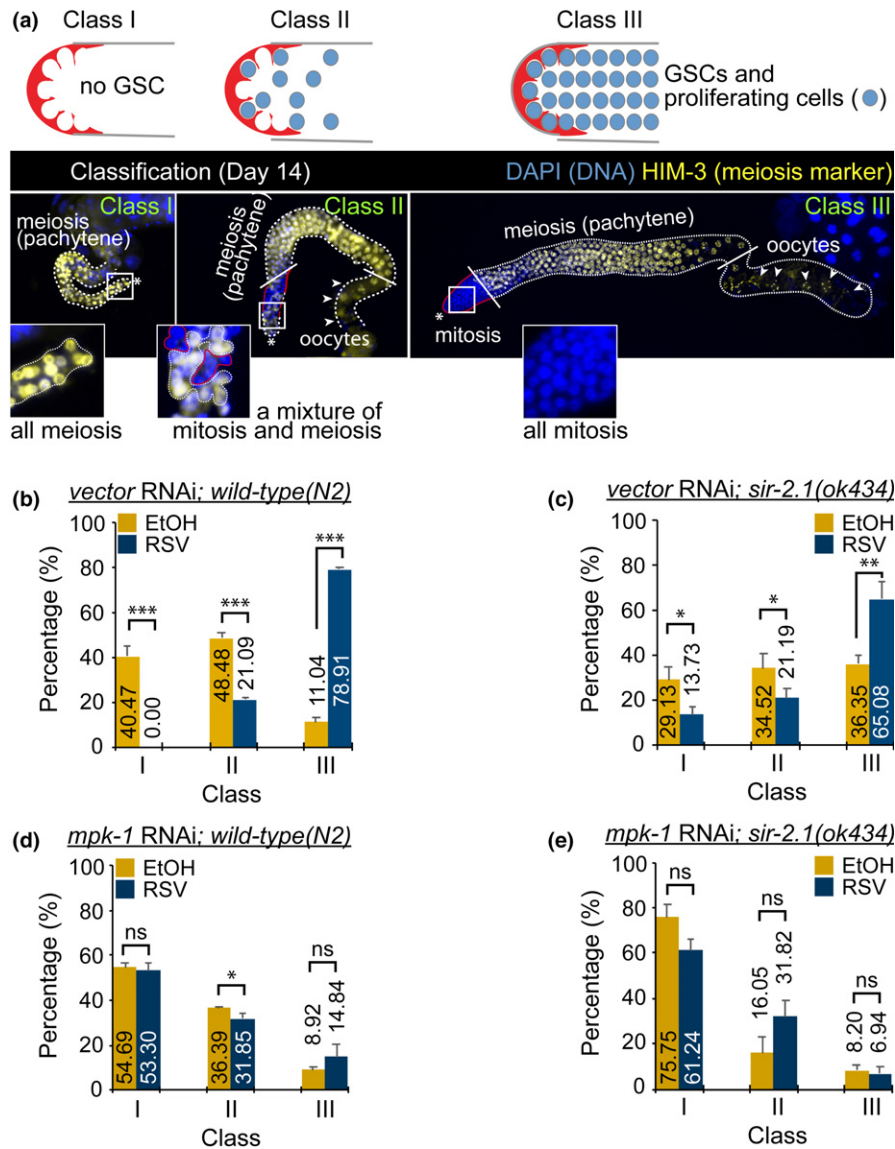 (a)
Class I
Class II
Class III
no GSC
GSCs and
proliferating cells ( )
Classification (Day 14)
DAPI (DNA) HIM-3 (meiosis marker)
Class I
meiosis
(pachytene)
*
all meiosis
Class II
meiosis
(pachytene)
oocytes
*
mitosis
a mixture of
and meiosis
Class III
meiosis (pachytene)
oocytes
*
mitosis
all mitosis
(b)
vector RNAi; wild-type(N2)
EtOH
RSV
Percentage (%)
100
80
60
40
20
0
***
***
***
40.47
0.00
48.48
21.09
11.04
78.91
I
II
III
Class
(c)
vector RNAi; sir-2.1(ok434)
EtOH
RSV
Percentage (%)
100
80
60
40
20
0
*
*
**
29.13
13.73
34.52
21.19
36.35
65.08
I
II
III
Class
(d)
mpk-1 RNAi; wild-type(N2)
EtOH
RSV
Percentage (%)
100
80
60
40
20
0
ns
*
ns
54.69
53.30
36.39
31.85
8.92
14.84
I
II
III
Class
(e)
mpk-1 RNAi; sir-2.1(ok434)
EtOH
RSV
Percentage (%)
100
80
60
40
20
0
ns
ns
ns
75.75
61.24
16.05
31.82
8.20
6.94
I
II
III
Class